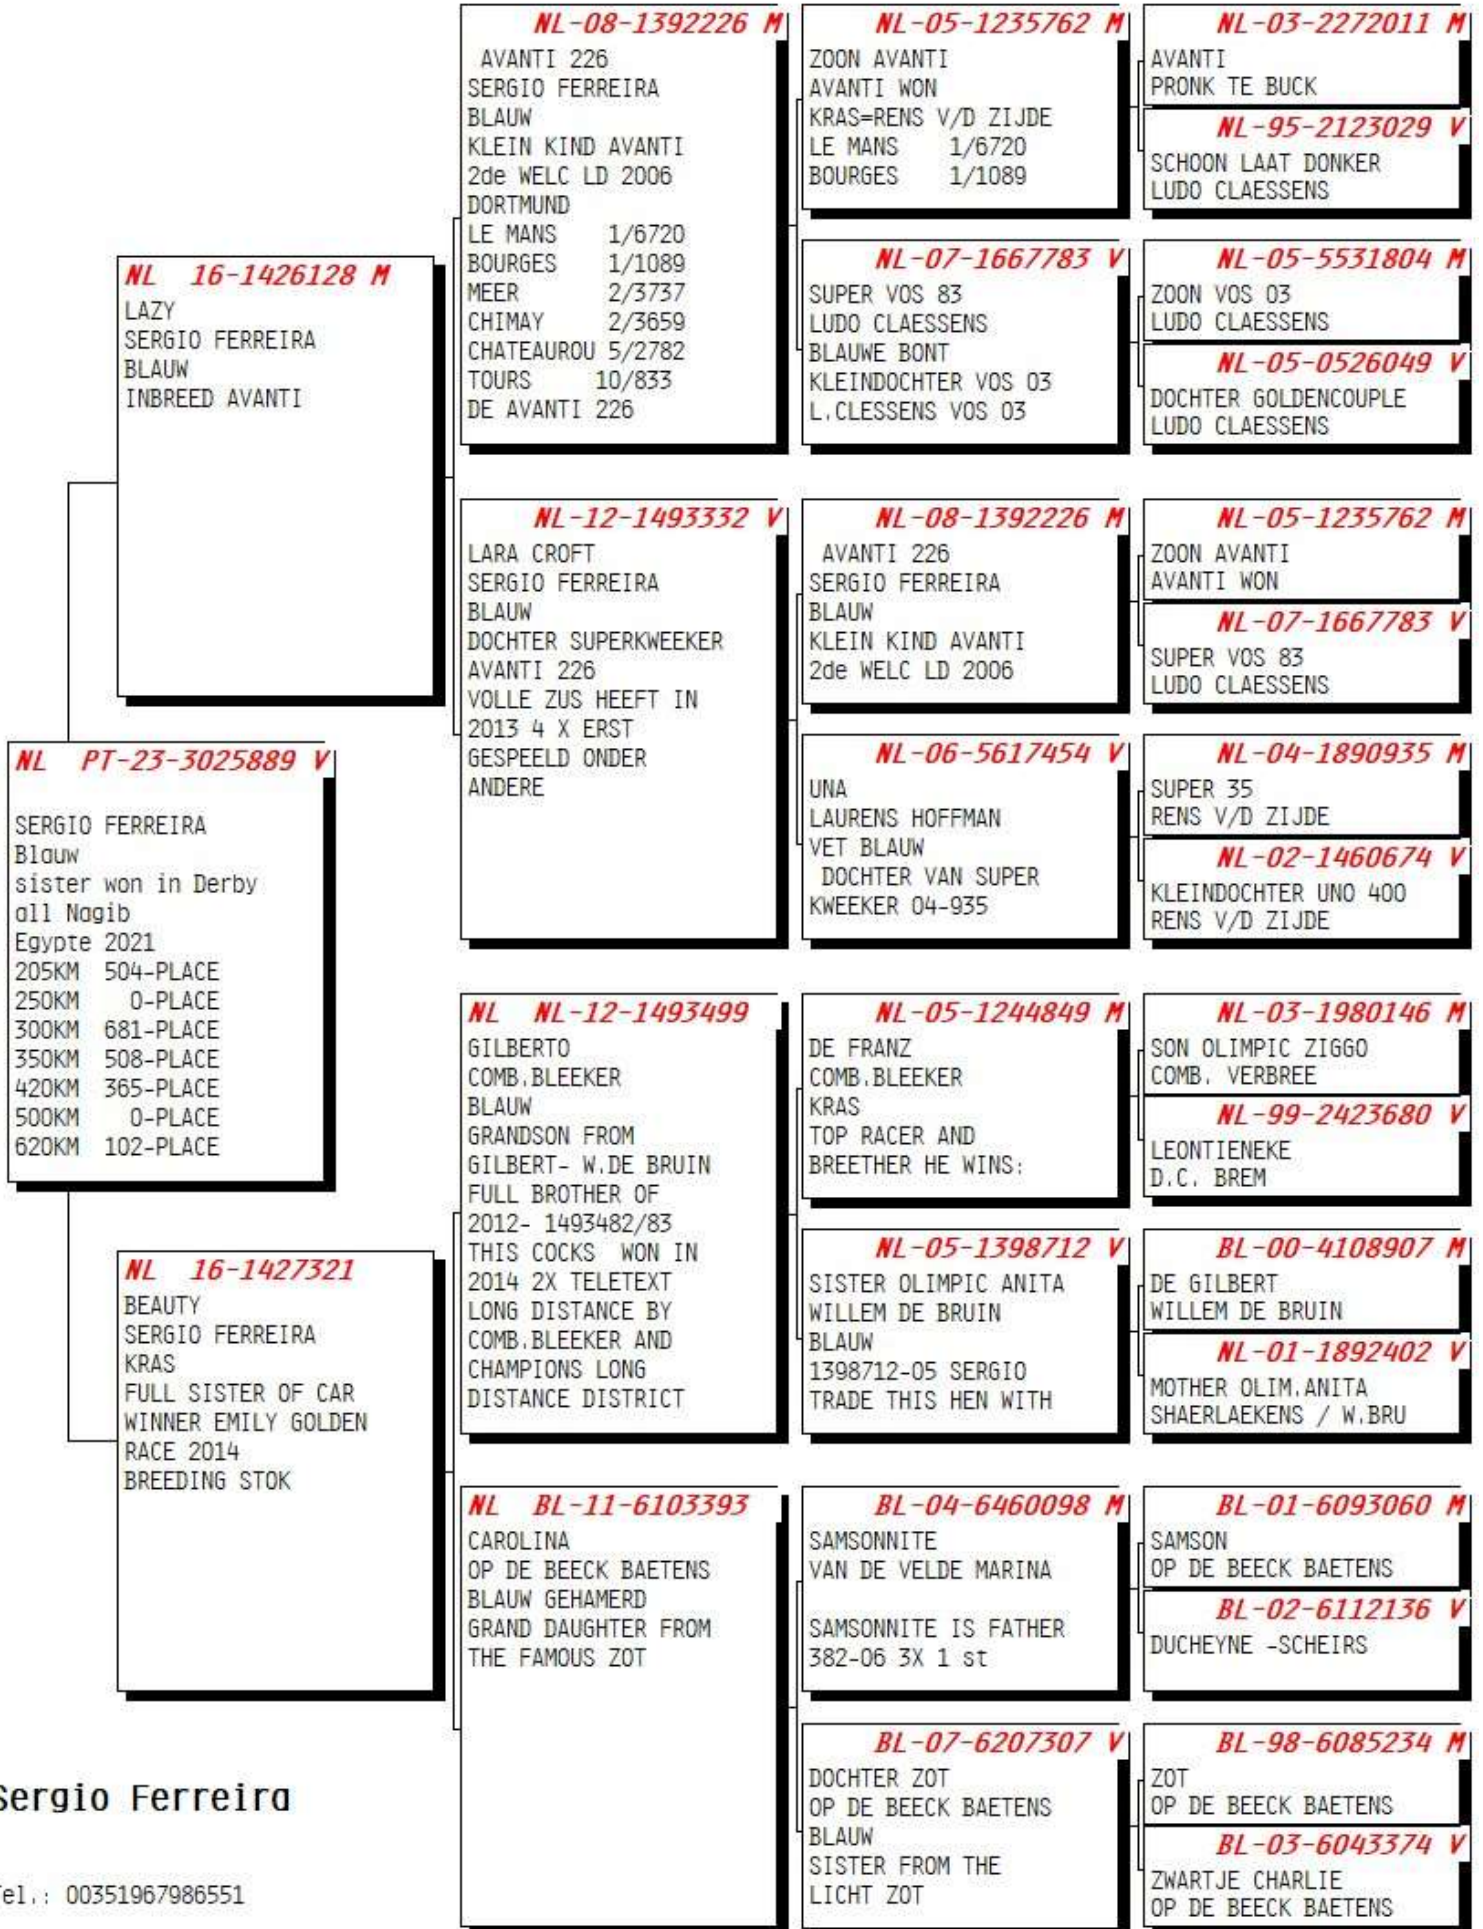 NL-08-1392226 M
AVANTI 226
SERGIO FERREIRA
BLAUW
KLEIN KIND AVANTI
2de WELC LD 2006
DORTMUND
LE MANS 1/6720
BOURGES 1/1089
MEER 2/3737
CHIMAY 2/3659
CHATEAUROU 5/2782
TOURS 10/833
DE AVANTI 226
NL-05-1235762 M
ZOON AVANTI
AVANTI WON
KRAS=RENS V/D ZIJDE
LE MANS 1/6720
BOURGES 1/1089
NL-03-2272011 M
AVANTI
PRONK TE BUCK
NL-95-2123029 V
SCHOON LAAT DONKER
LUDO CLAESSENS
NL-07-1667783 V
SUPER VOS 83
LUDO CLAESSENS
BLAUWE BONT
KLEINDOCHTER VOS 03
L.CLESSENS VOS 03
NL-05-5531804 M
ZOON VOS 03
LUDO CLAESSENS
NL-05-0526049 V
DOCHTER GOLDENCOUPLE
LUDO CLAESSENS
NL 16-1426128 M
LAZY
SERGIO FERREIRA
BLAUW
INBREED AVANTI
NL-12-1493332 V
LARA CROFT
SERGIO FERREIRA
BLAUW
DOCHTER SUPERKWEEKER
AVANTI 226
VOLLE ZUS HEEFT IN
2013 4 X ERST
GESPEELD ONDER
ANDERE
NL-08-1392226 M
AVANTI 226
SERGIO FERREIRA
BLAUW
KLEIN KIND AVANTI
2de WELC LD 2006
NL-05-1235762 M
ZOON AVANTI
AVANTI WON
NL-07-1667783 V
SUPER VOS 83
LUDO CLAESSENS
NL-06-5617454 V
UNA
LAURENS HOFFMAN
VET BLAUW
DOCHTER VAN SUPER
KWEEKER 04-935
NL-04-1890935 M
SUPER 35
RENS V/D ZIJDE
NL-02-1460674 V
KLEINDOCHTER UNO 400
RENS V/D ZIJDE
NL PT-23-3025889 V
SERGIO FERREIRA
Blauw
sister won in Derby
all Nagib
Egypte 2021
205KM 504-PLACE
250KM 0-PLACE
300KM 681-PLACE
350KM 508-PLACE
420KM 365-PLACE
500KM 0-PLACE
620KM 102-PLACE
NL NL-12-1493499
GILBERTO
COMB.BLEEKER
BLAUW
GRANDSON FROM
GILBERT- W.DE BRUIN
FULL BROTHER OF
2012- 1493482/83
THIS COCKS WON IN
2014 2X TELETEXT
LONG DISTANCE BY
COMB.BLEEKER AND
CHAMPIONS LONG
DISTANCE DISTRICT
NL-05-1244849 M
DE FRANZ
COMB.BLEEKER
KRAS
TOP RACER AND
BREETHER HE WINS:
NL-03-1980146 M
SON OLIMPIC ZIGGO
COMB. VERBREE
NL-99-2423680 V
LEONTIENEKE
D.C. BREM
NL-05-1398712 V
SISTER OLIMPIC ANITA
WILLEM DE BRUIN
BLAUW
1398712-05 SERGIO
TRADE THIS HEN WITH
BL-00-4108907 M
DE GILBERT
WILLEM DE BRUIN
NL-01-1892402 V
MOTHER OLIM.ANITA
SHAERLAEKENS / W.BRU
NL 16-1427321
BEAUTY
SERGIO FERREIRA
KRAS
FULL SISTER OF CAR
WINNER EMILY GOLDEN
RACE 2014
BREEDING STOK
NL BL-11-6103393
CAROLINA
OP DE BEECK BAETENS
BLAUW GEHAMERD
GRAND DAUGHTER FROM
THE FAMOUS ZOT
BL-04-6460098 M
SAMSONNITE
VAN DE VELDE MARINA
SAMSONNITE IS FATHER
382-06 3X 1 st
BL-01-6093060 M
SAMSON
OP DE BEECK BAETENS
BL-02-6112136 V
DUCHEYNE -SCHEIRS
BL-07-6207307 V
DOCHTER ZOT
OP DE BEECK BAETENS
BLAUW
SISTER FROM THE
LICHT ZOT
BL-98-6085234 M
ZOT
OP DE BEECK BAETENS
BL-03-6043374 V
ZWARTJE CHARLIE
OP DE BEECK BAETENS
Sergio Ferreira
Tel.: 00351967986551